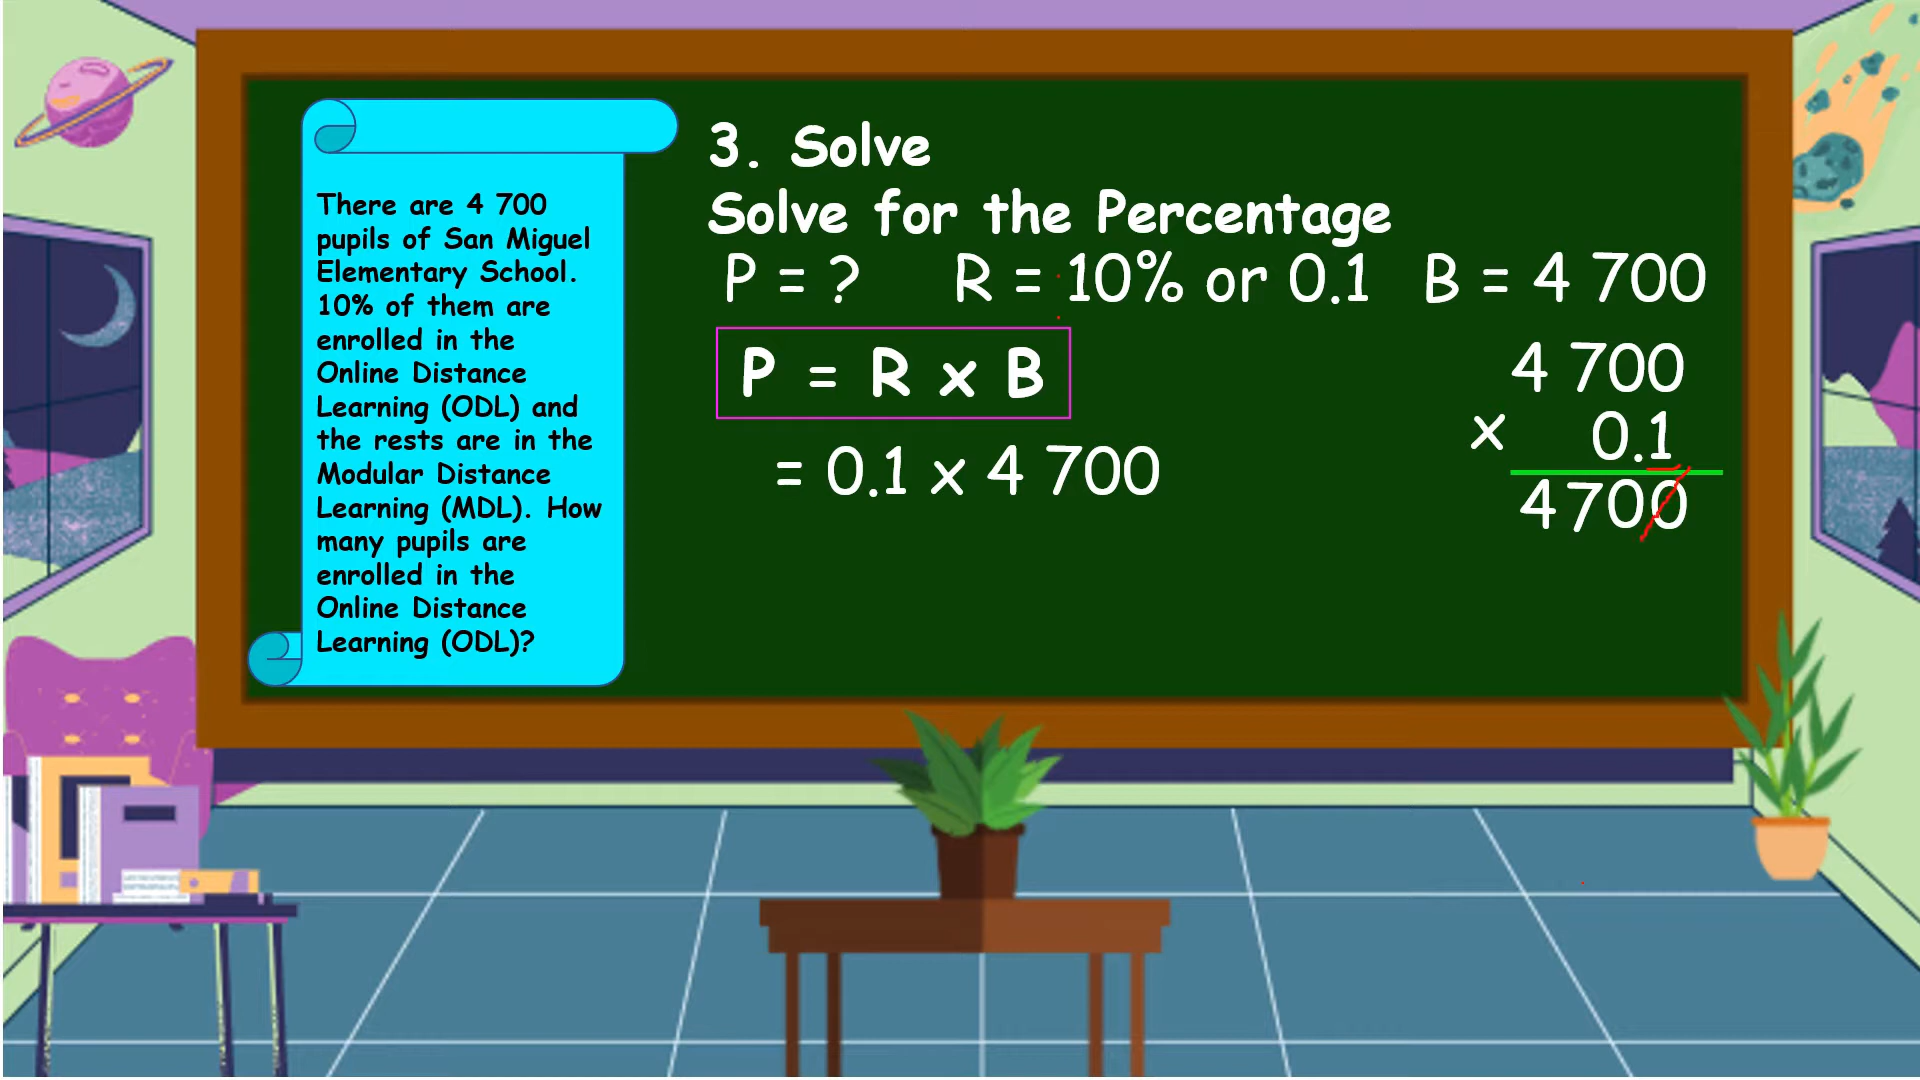 There are 4 700
pupils of San Miguel
Elementary School.
10% of them are
enrolled in the
Online Distance
Learning (ODL) and
the rests are in the
Modular Distance
Learning (MDL). How
many pupils are
enrolled in the
Online Distance
Learning (ODL)?
3. Solve
Solve for the Percentage
P = ? R = 10% or 0.1 B = 4 700
P = R x B
= 0.1 x 4 700
4 700
x 0.1
4700